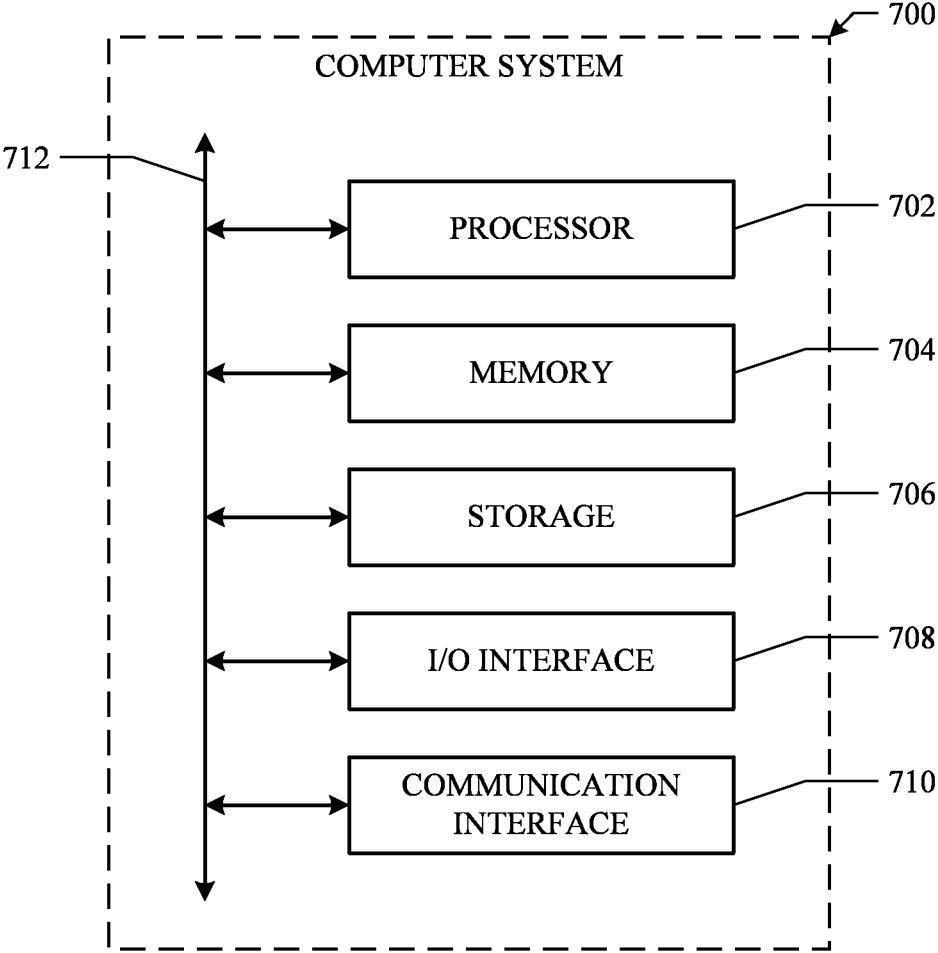 700
COMPUTER SYSTEM
712
PROCESSOR
702
MEMORY
704
STORAGE
706
I/O INTERFACE
708
COMMUNICATION
INTERFACE
710